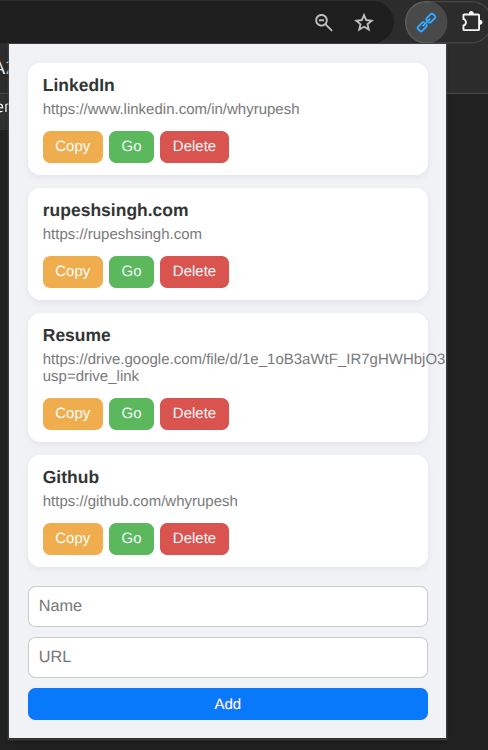 LinkedIn
https://www.linkedin.com/in/whyrupesh
Copy Go Delete
rupeshsingh.com
https://rupeshsingh.com
Copy Go Delete
Resume
https://drive.google.com/file/d/1e_1oB3aWtF_IR7gHWHbjO3
usp=drive_link
Copy Go Delete
Github
https://github.com/whyrupesh
Copy Go Delete
Name
URL
Add